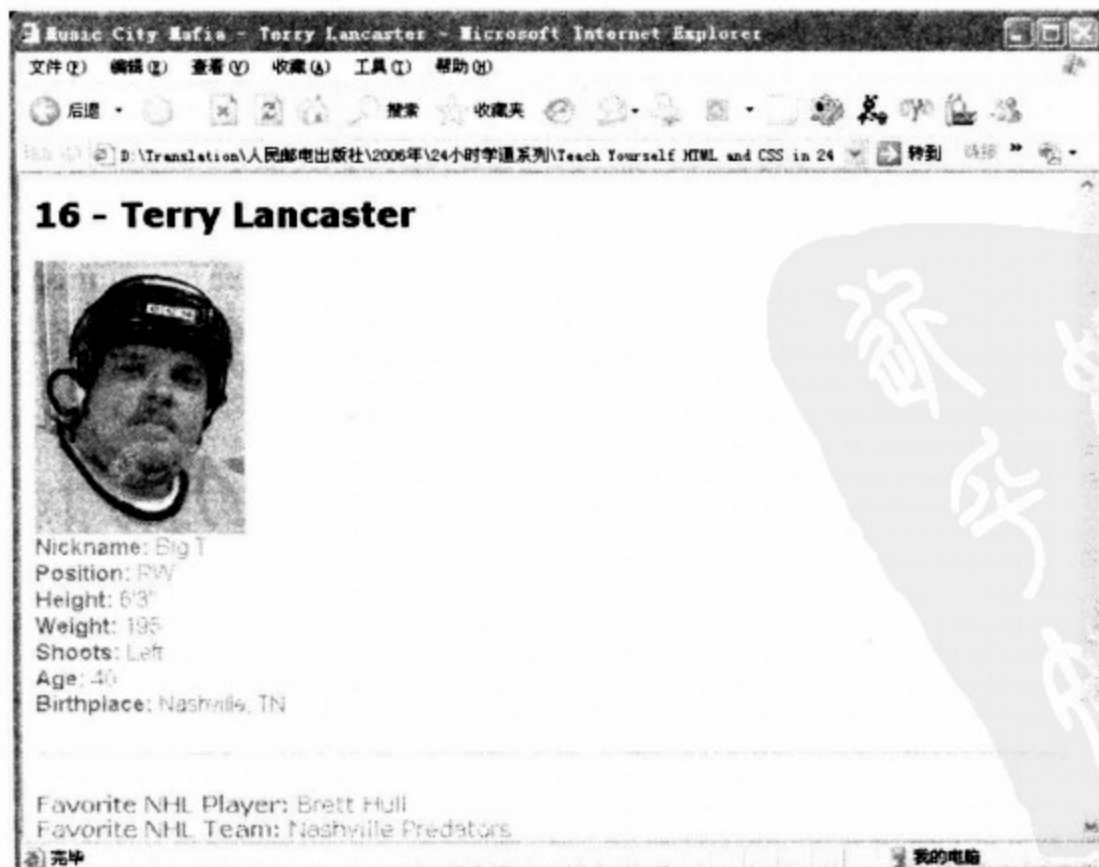 Music City Mafia - Terry Lancaster - Microsoft Internet Explorer
文件(F) 编辑(E) 查看(V) 收藏(A) 工具(T) 帮助(H)
后退 搜索 收藏夹
D:\Translation\人民邮电出版社\2006年\24小时学通系列\Teach Yourself HTML and CSS in 24 转到 链接 »
16 - Terry Lancaster
Nickname: Big T
Position: RW
Height: 6'3"
Weight: 195
Shoots: Left
Age: 40
Birthplace: Nashville, TN
Favorite NHL Player: Brett Hull
Favorite NHL Team: Nashville Predators
完毕 我的电脑